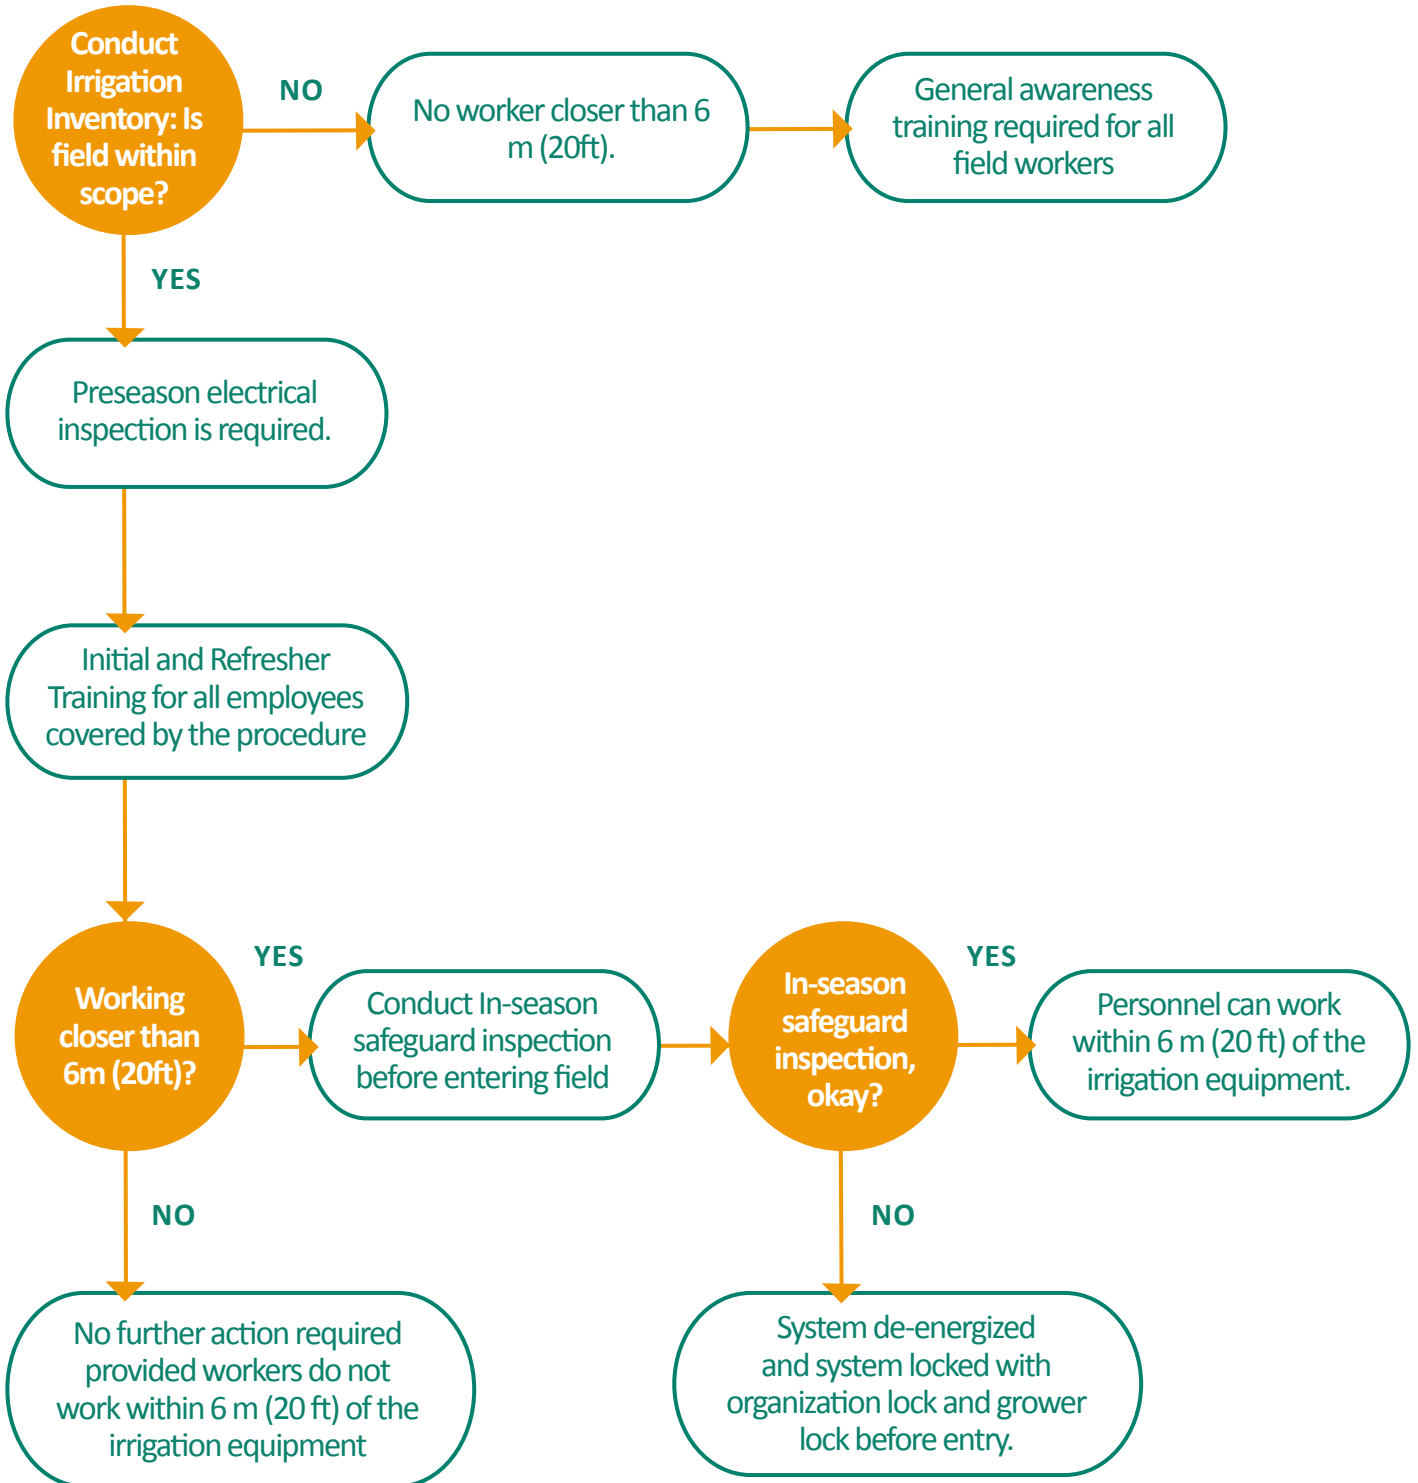 Conduct
Irrigation
Inventory: Is
field within
scope?
NO
No worker closer than 6
m (20ft).
General awareness
training required for all
field workers
YES
Preseason electrical
inspection is required.
Initial and Refresher
Training for all employees
covered by the procedure
Working
closer than
6m (20ft)?
YES
Conduct In-season
safeguard inspection
before entering field
In-season
safeguard
inspection,
okay?
YES
Personnel can work
within 6 m (20 ft) of the
irrigation equipment.
NO
No further action required
provided workers do not
work within 6 m (20 ft) of the
irrigation equipment
NO
System de-energized
and system locked with
organization lock and grower
lock before entry.